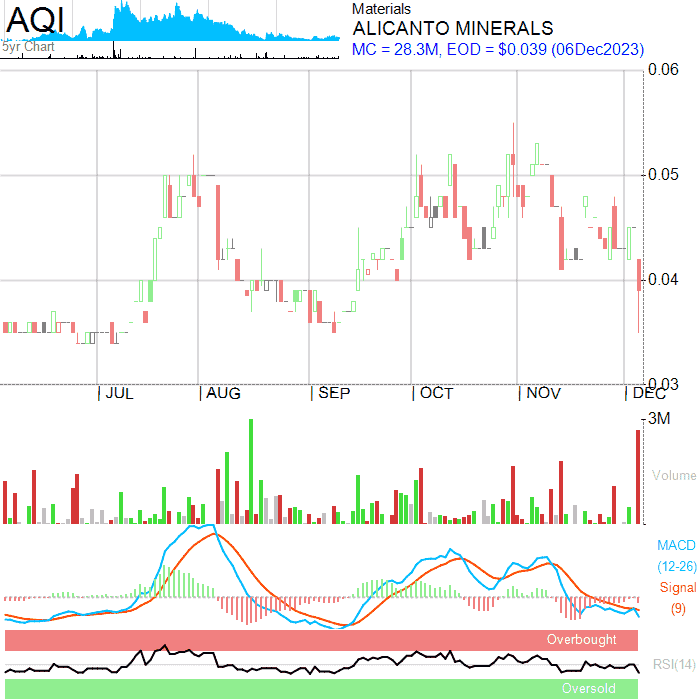 AQI
5yr Chart
Materials
ALICANTO MINERALS
MC = 28.3M, EOD = $0.039 (06Dec2023)
0.06
0.05
0.04
0.03
JUL AUG SEP OCT NOV DEC
3M
Volume
MACD
(12-26)
Signal
(9)
Overbought
RSI(14)
Oversold